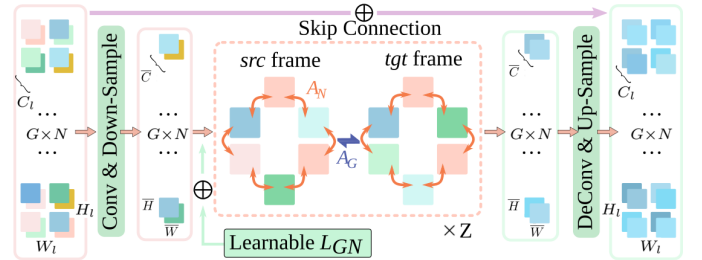 Skip Connection
src frame
tgt frame
A_N
A_G
× Z
C_l
... 
G×N
...
H_l
W_l
Conv & Down-Sample
C̅
...
G×N
...
H̅
W̅
Learnable L_GN
C̅
...
G×N
...
H̅
W̅
DeConv & Up-Sample
C_l
...
G×N
...
H_l
W_l